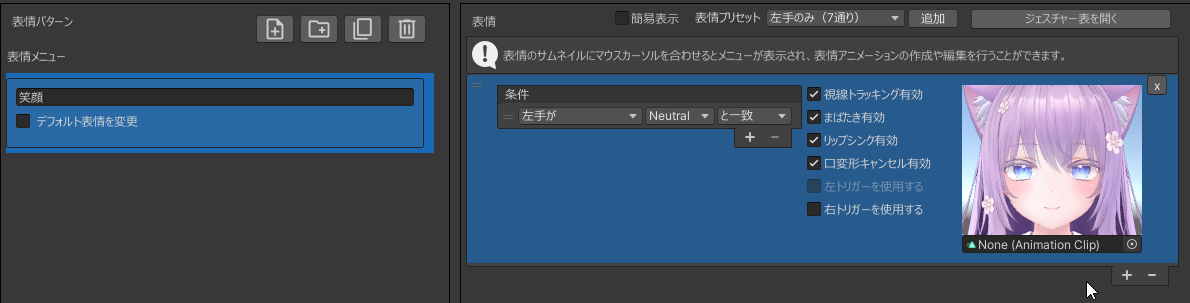 表情パターン
表情メニュー
笑顔
デフォルト表情を変更
表情
簡易表示
表情プリセット
左手のみ（7通り）
追加
ジェスチャー表を開く
表情のサムネイルにマウスカーソルを合わせるとメニューが表示され、表情アニメーションの作成や編集を行うことができます。
条件
左手が
Neutral
と一致
+ −
視線トラッキング有効
まばたき有効
リップシンク有効
口変形キャンセル有効
左トリガーを使用する
右トリガーを使用する
x
None (Animation Clip)
+ −